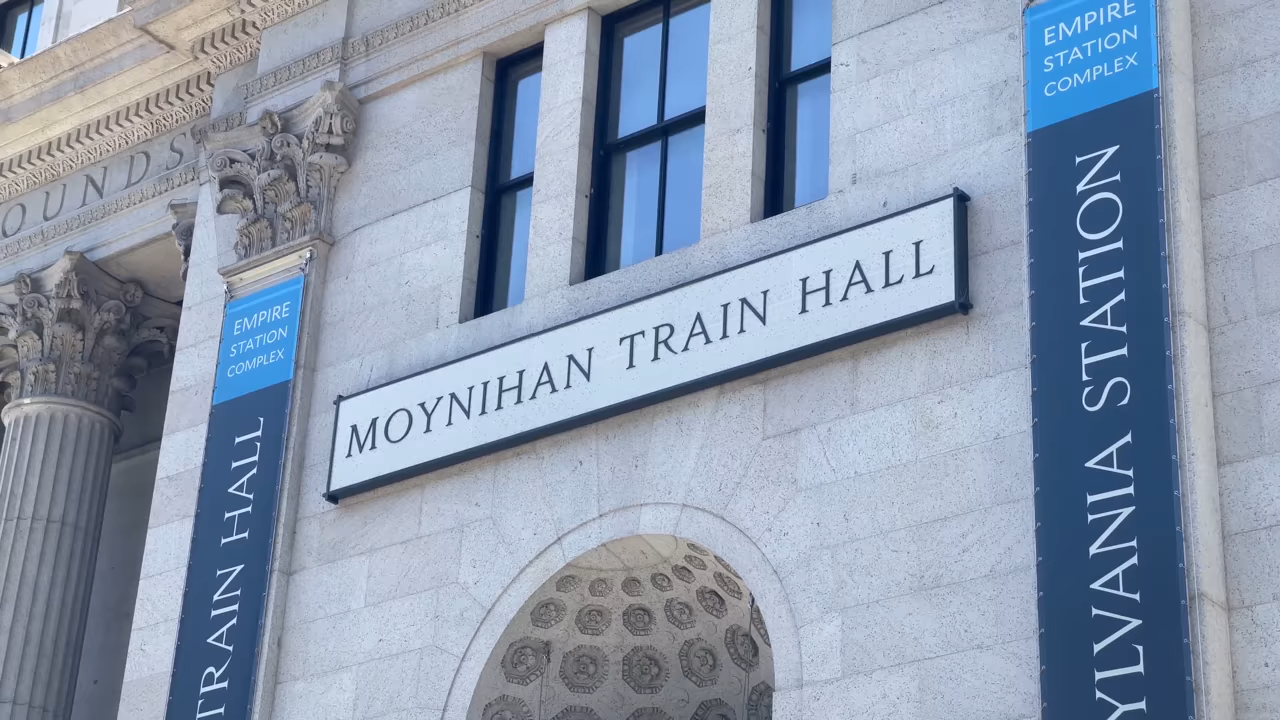 OUNDS
EMPIRE
STATION
COMPLEX
TRAIN HALL
MOYNIHAN TRAIN HALL
EMPIRE
STATION
COMPLEX
YLVANIA STATION